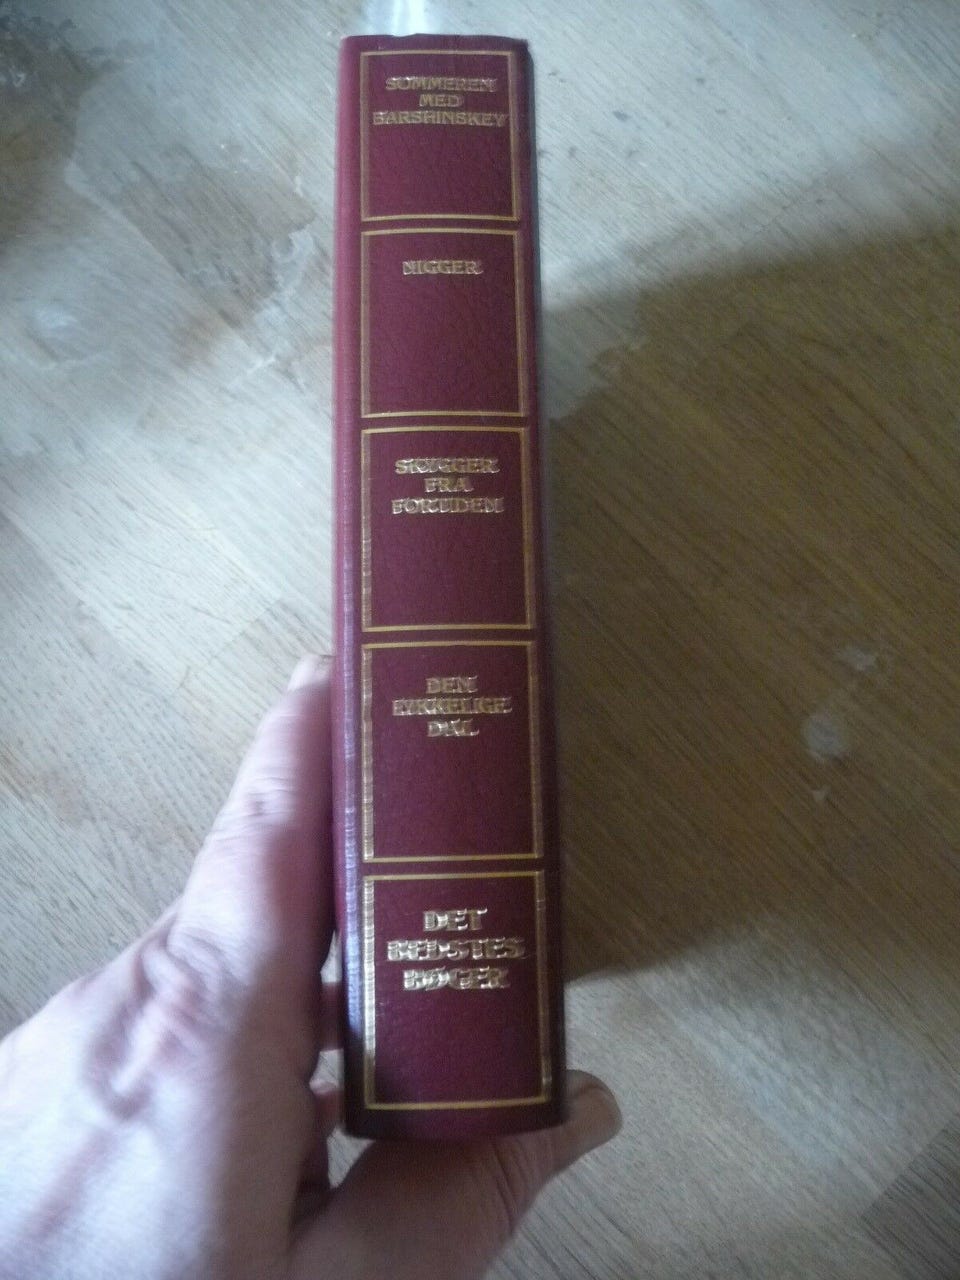 SOMMEREN
MED
BARSHINSKEY
NIGGER
SKYGGER
FRA
FORTIDEN
DEN
LYKKELIGE
DAL
DET
BEDSTES
BØGER